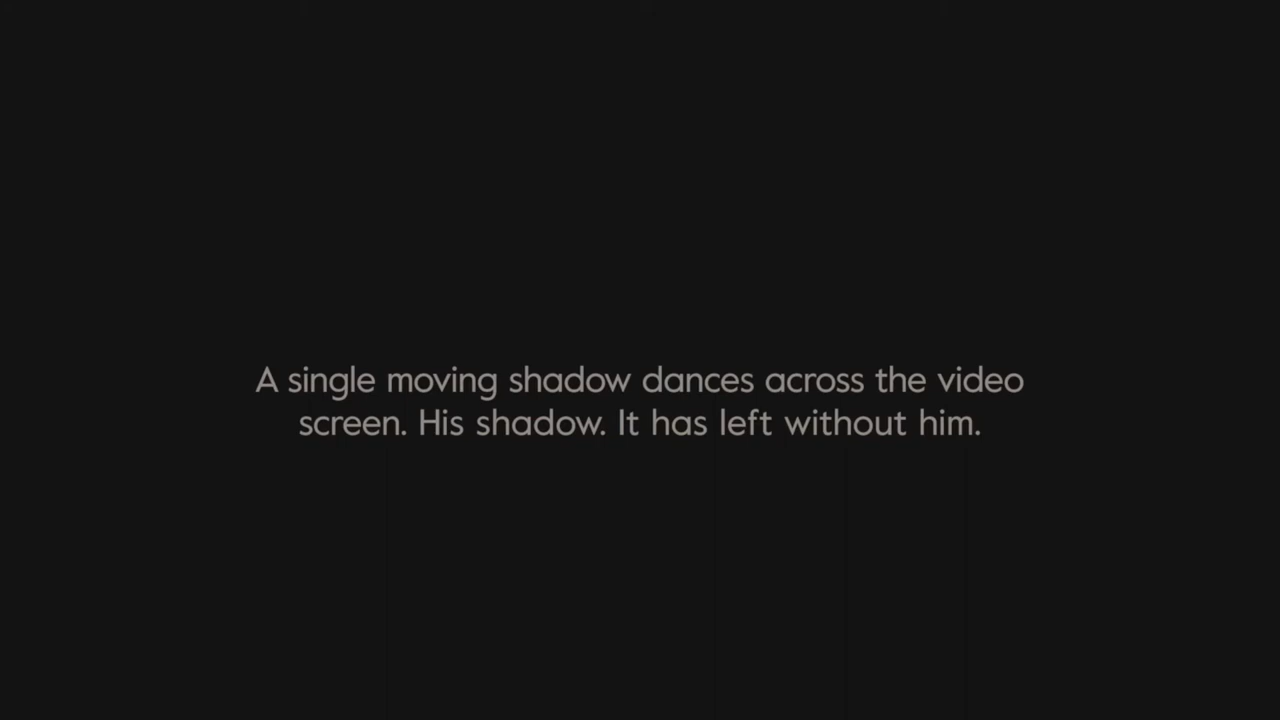 A single moving shadow dances across the video
screen. His shadow. It has left without him.